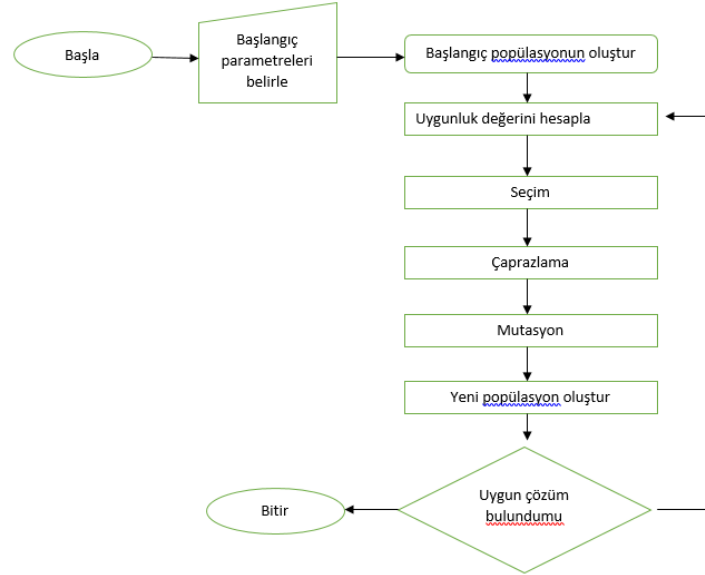 Başla
Başlangıç
parametreleri
belirle
Başlangıç popülasyonun oluştur
Uygunluk değerini hesapla
Seçim
Çaprazlama
Mutasyon
Yeni popülasyon oluştur
Uygun çözüm
bulundumu
Bitir